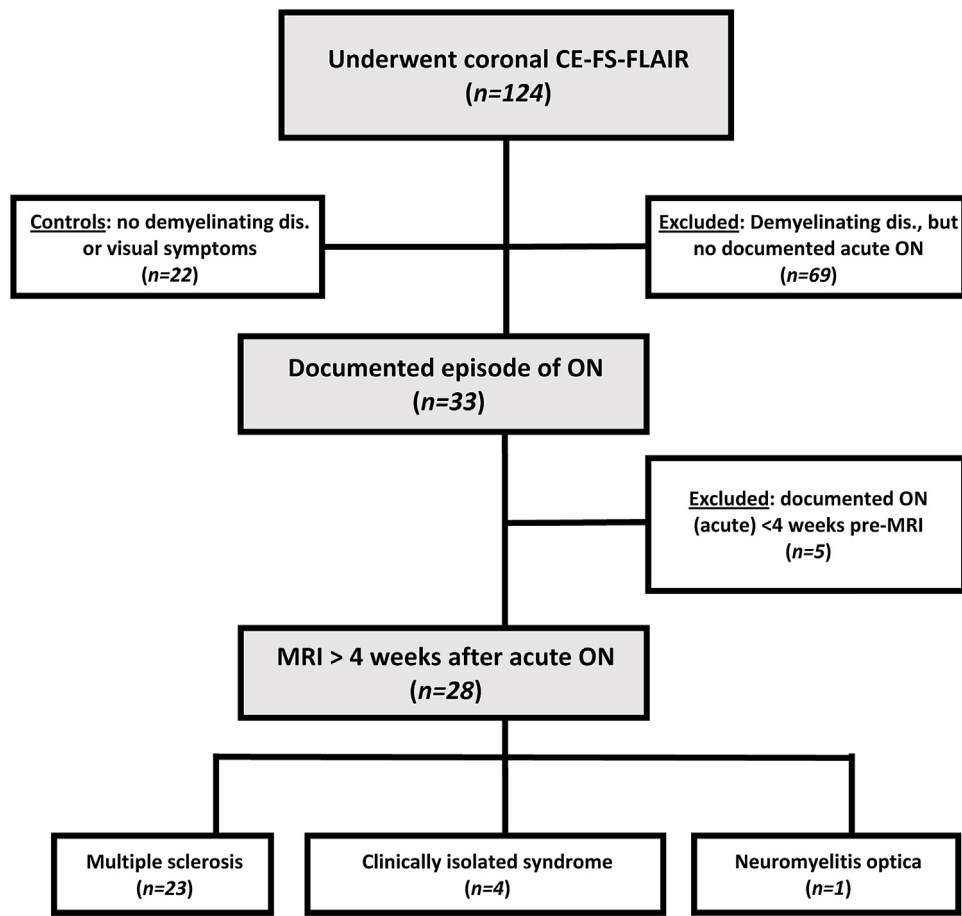 Underwent coronal CE-FS-FLAIR
(n=124)
Controls: no demyelinating dis.
or visual symptoms
(n=22)
Excluded: Demyelinating dis., but
no documented acute ON
(n=69)
Documented episode of ON
(n=33)
Excluded: documented ON
(acute) <4 weeks pre-MRI
(n=5)
MRI > 4 weeks after acute ON
(n=28)
Multiple sclerosis
(n=23)
Clinically isolated syndrome
(n=4)
Neuromyelitis optica
(n=1)